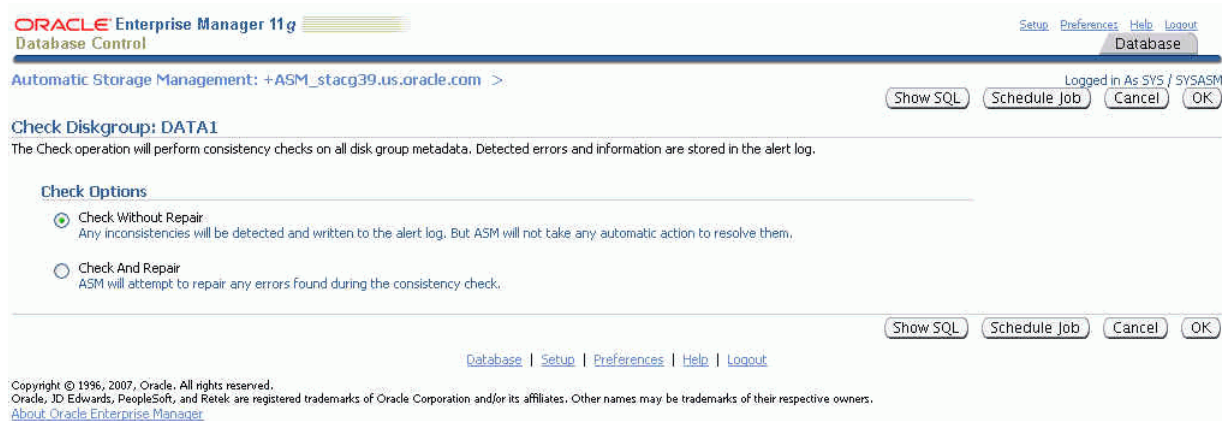 ORACLE Enterprise Manager 11g
Database Control
Setup Preferences Help Logout
Database
Automatic Storage Management: +ASM_stacg39.us.oracle.com >
Logged in As SYS / SYSASM
Show SQL Schedule Job Cancel OK
Check Diskgroup: DATA1
The Check operation will perform consistency checks on all disk group metadata. Detected errors and information are stored in the alert log.
Check Options
Check Without Repair
Any inconsistencies will be detected and written to the alert log. But ASM will not take any automatic action to resolve them.
Check And Repair
ASM will attempt to repair any errors found during the consistency check.
Show SQL Schedule Job Cancel OK
Database | Setup | Preferences | Help | Logout
Copyright © 1996, 2007, Oracle. All rights reserved.
Oracle, JD Edwards, PeopleSoft, and Retek are registered trademarks of Oracle Corporation and/or its affiliates. Other names may be trademarks of their respective owners.
About Oracle Enterprise Manager